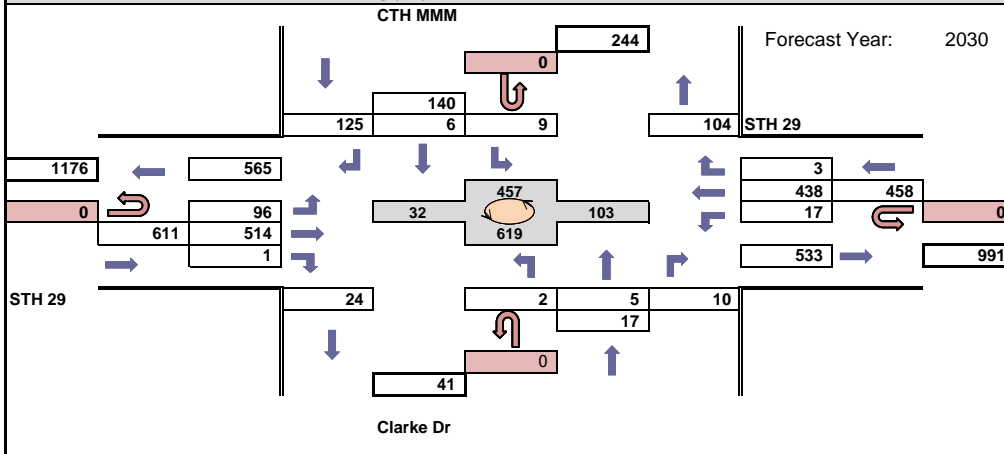 CTH MMM
244
Forecast Year: 2030
0
140
125 6 9 104 STH 29
1176 565 3
457 438 458
0 96 32 103 17 0
611 514 619
1 533 991
STH 29 24 2 5 10
17
0
41
Clarke Dr